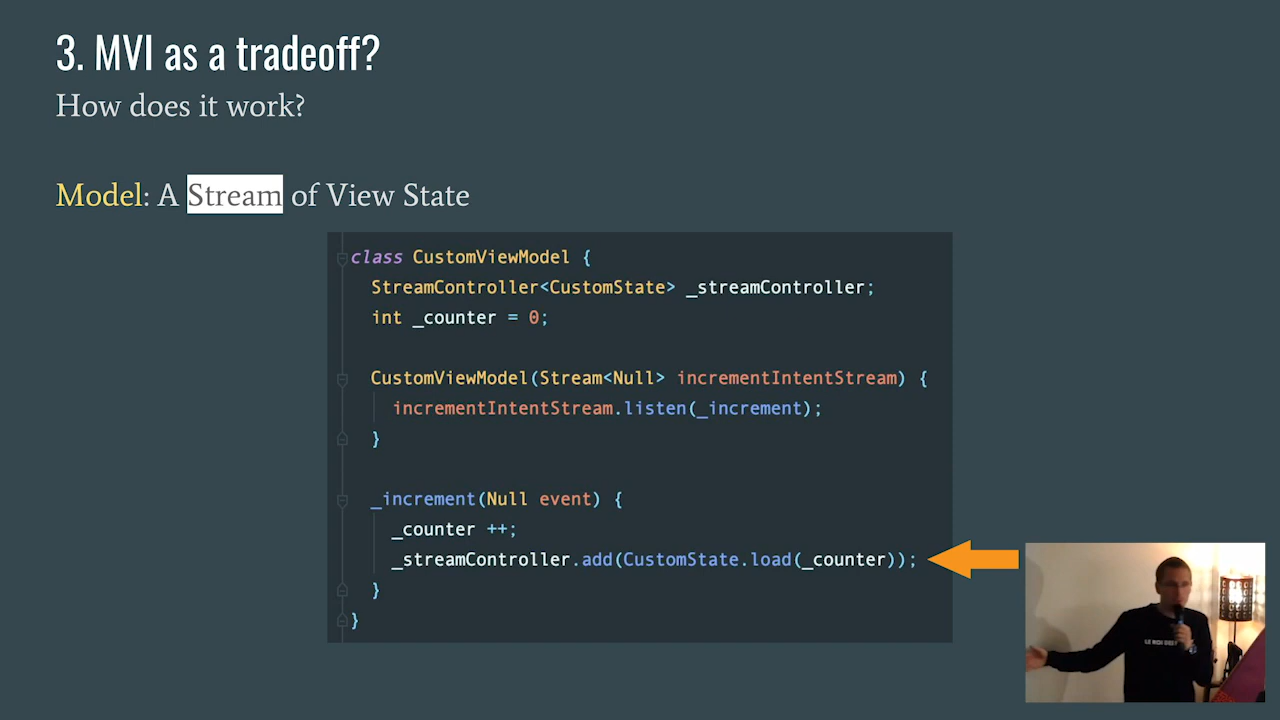 3. MVI as a tradeoff?
How does it work?
Model: A Stream of View State
class CustomViewModel {
StreamController<CustomState> _streamController;
int _counter = 0;
CustomViewModel(Stream<Null> incrementIntentStream) {
incrementIntentStream.listen(_increment);
}
_increment(Null event) {
_counter ++;
_streamController.add(CustomState.load(_counter));
}
}